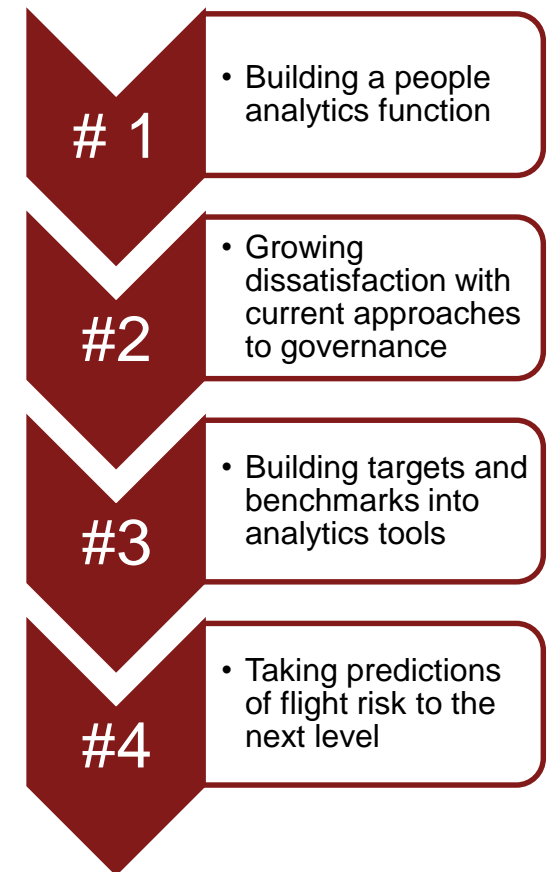 # 1
• Building a people
analytics function
#2
• Growing
dissatisfaction with
current approaches
to governance
#3
• Building targets and
benchmarks into
analytics tools
#4
• Taking predictions
of flight risk to the
next level